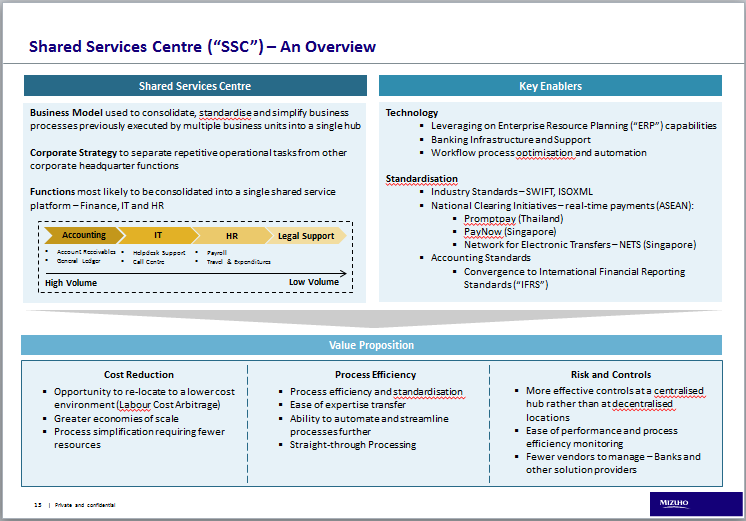 Shared Services Centre (“SSC”) – An Overview
Shared Services Centre
Business Model used to consolidate, standardise and simplify business
processes previously executed by multiple business units into a single hub
Corporate Strategy to separate repetitive operational tasks from other
corporate headquarter functions
Functions most likely to be consolidated into a single shared service
platform – Finance, IT and HR
Accounting
IT
HR
Legal Support
• Account Receivables
• General Ledger
• Helpdesk Support
• Call Centre
• Payroll
• Travel & Expenditures
High Volume
Low Volume
Key Enablers
Technology
▪ Leveraging on Enterprise Resource Planning (“ERP”) capabilities
▪ Banking Infrastructure and Support
▪ Workflow process optimisation and automation
Standardisation
▪ Industry Standards – SWIFT, ISOXML
▪ National Clearing Initiatives – real-time payments (ASEAN):
▪ Promptpay (Thailand)
▪ PayNow (Singapore)
▪ Network for Electronic Transfers – NETS (Singapore)
▪ Accounting Standards
▪ Convergence to International Financial Reporting
Standards (“IFRS”)
Value Proposition
Cost Reduction
▪ Opportunity to re-locate to a lower cost
environment (Labour Cost Arbitrage)
▪ Greater economies of scale
▪ Process simplification requiring fewer
resources
Process Efficiency
▪ Process efficiency and standardisation
▪ Ease of expertise transfer
▪ Ability to automate and streamline
processes further
▪ Straight-through Processing
Risk and Controls
▪ More effective controls at a centralised
hub rather than at decentralised
locations
▪ Ease of performance and process
efficiency monitoring
▪ Fewer vendors to manage – Banks and
other solution providers
13 | Private and confidential
MIZUHO